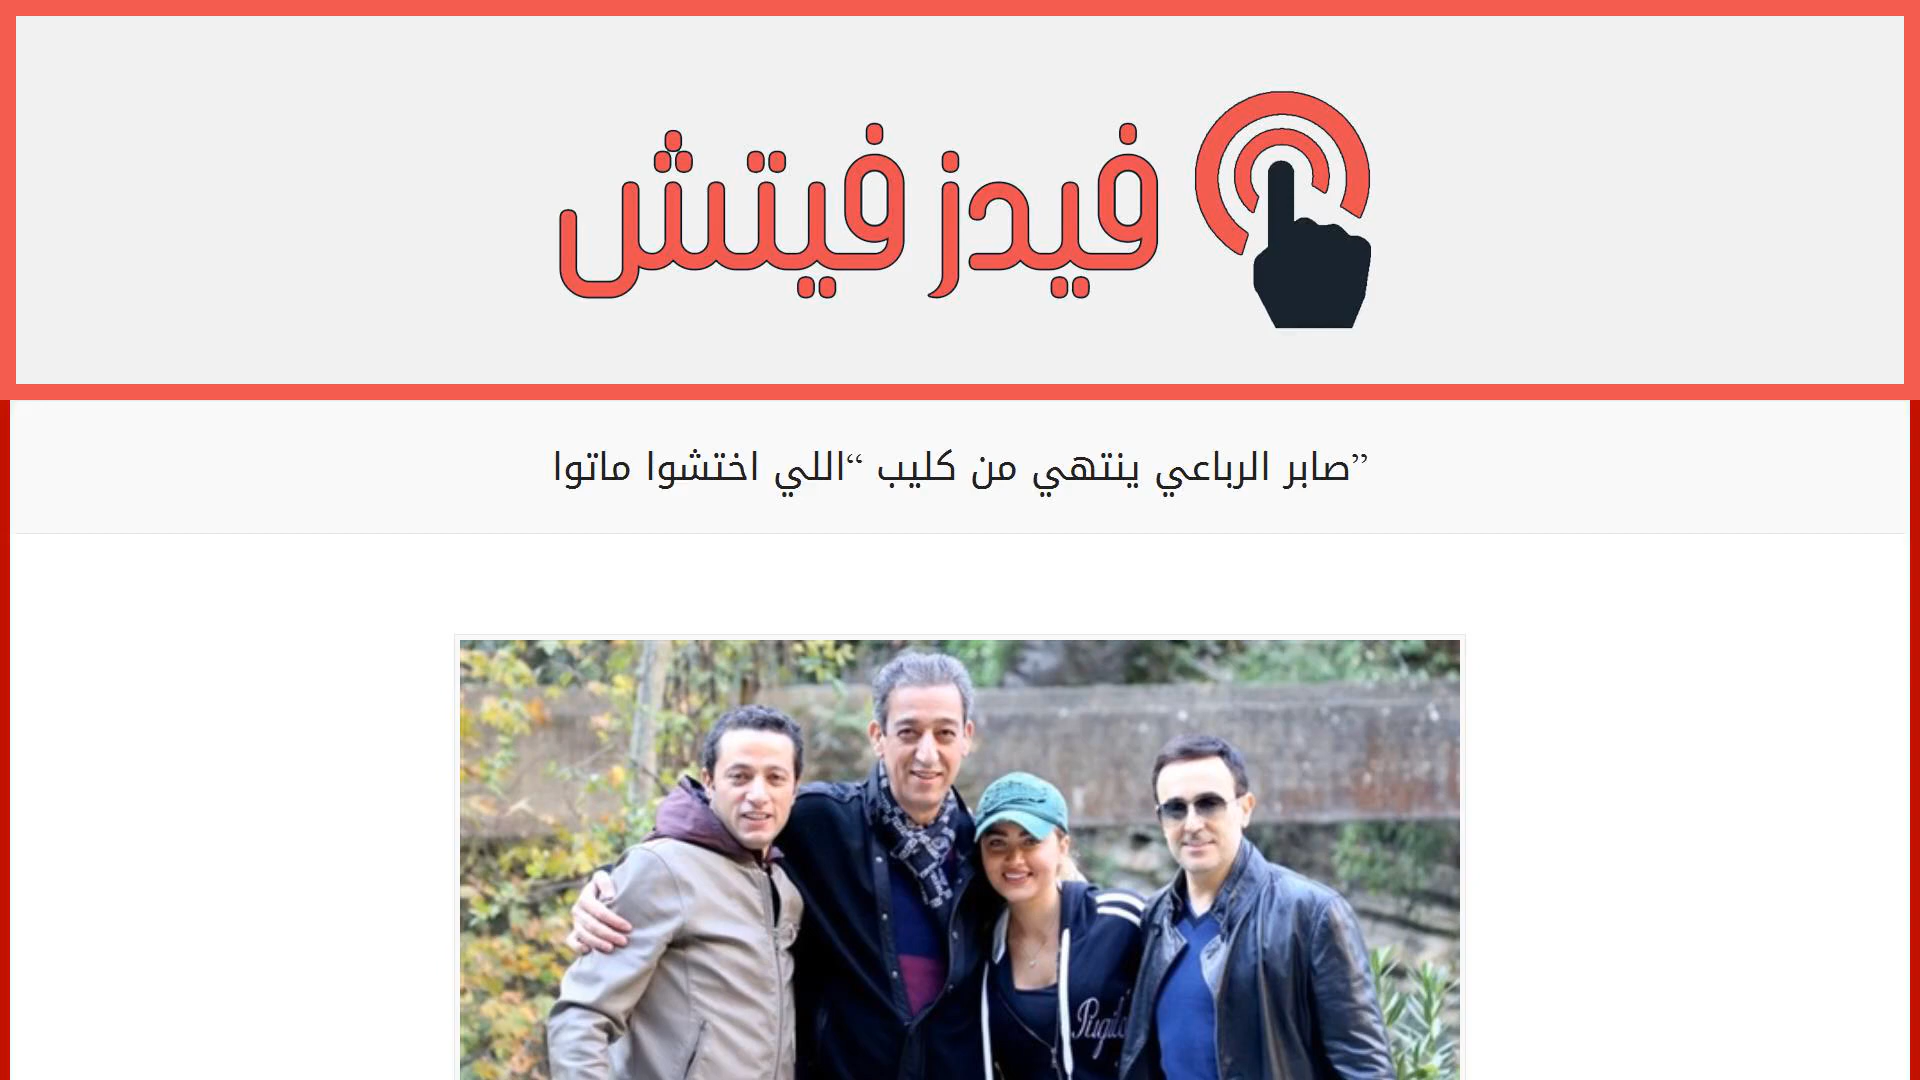 فيدز فيتش
”صابر الرباعي ينتهي من كليب “اللي اختشوا ماتوا